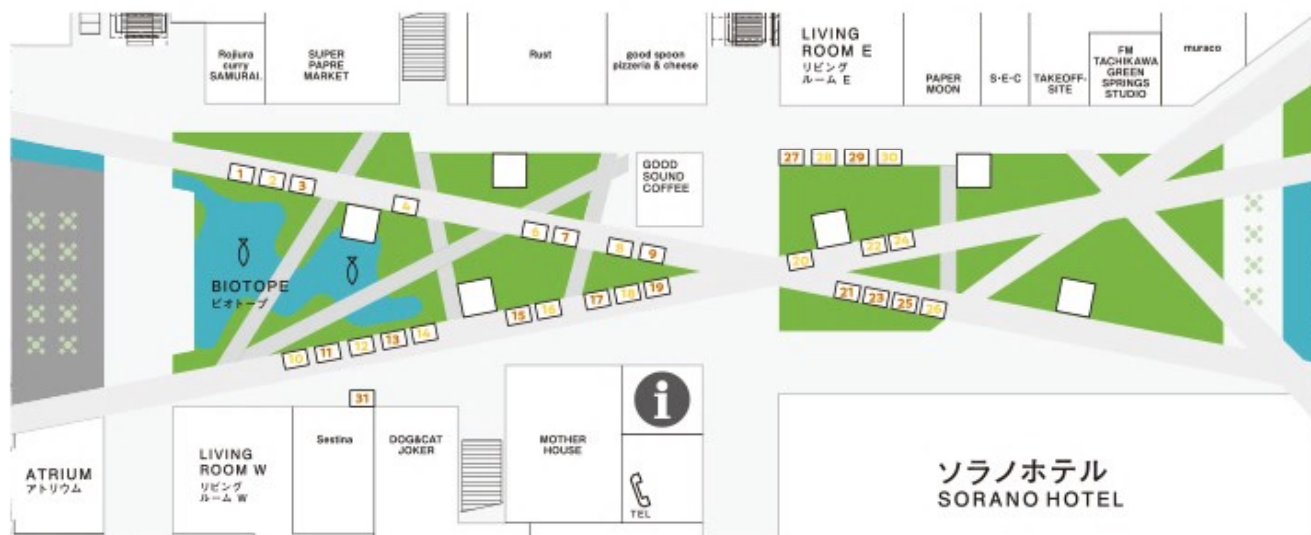 Rojiura
curry
SAMURAI.
SUPER
PAPRE
MARKET
Rust
good spoon
pizzeria & cheese
LIVING
ROOM E
リビング
ルーム E
PAPER
MOON
S・E・C
TAKEOFF-
SITE
FM
TACHIKAWA
GREEN
SPRINGS
STUDIO
muraco
GOOD
SOUND
COFFEE
1
2
3
4
6
7
8
9
27
28
29
30
20
22
24
21
23
25
26
BIOTOPE
ビオトープ
10
11
12
13
14
15
16
17
18
19
31
ATRIUM
アトリウム
LIVING
ROOM W
リビング
ルーム W
Sestina
DOG&CAT
JOKER
MOTHER
HOUSE
i
TEL
ソラノホテル
SORANO HOTEL